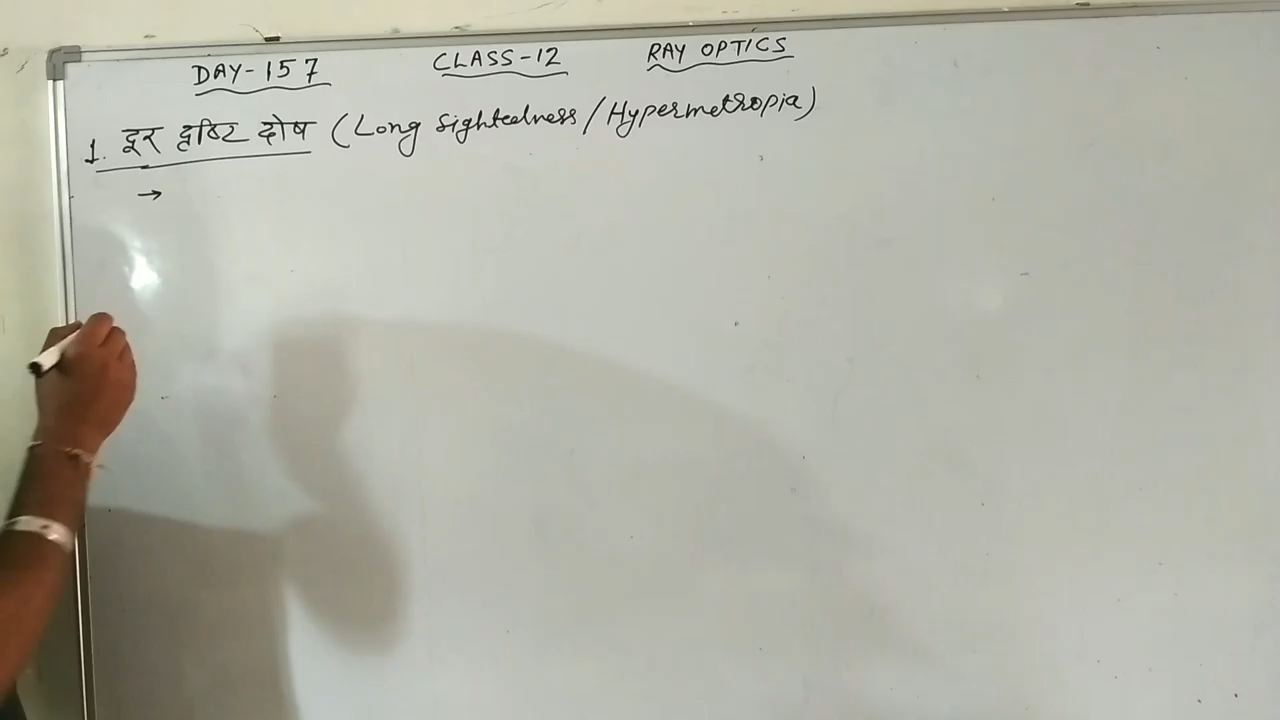 DAY-157 CLASS-12 RAY OPTICS
1. दूर दृष्टि दोष (Long Sightedness/Hypermetropia)
→